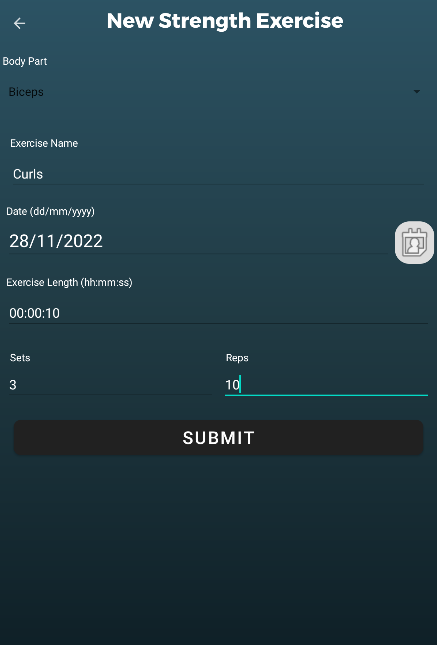 New Strength Exercise
Body Part
Biceps
Exercise Name
Curls
Date (dd/mm/yyyy)
28/11/2022
Exercise Length (hh:mm:ss)
00:00:10
Sets Reps
3 10
SUBMIT